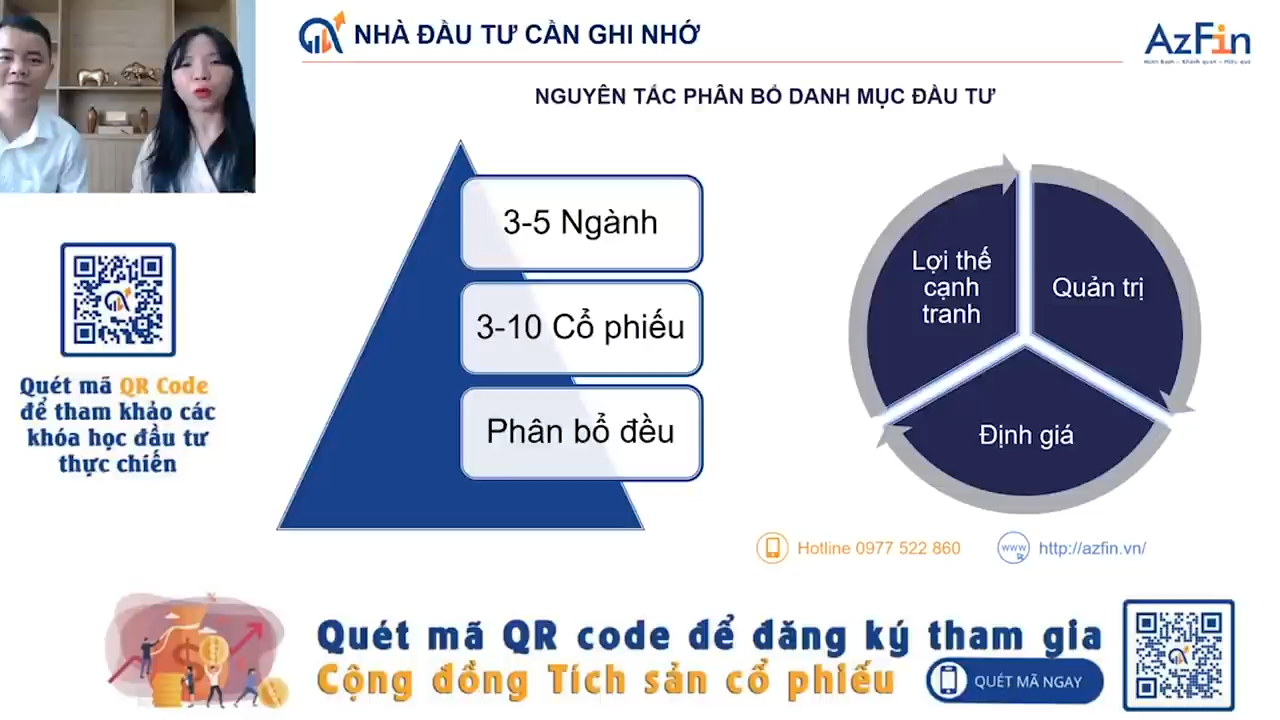 NHÀ ĐẦU TƯ CẦN GHI NHỚ
AzFin
NGUYÊN TẮC PHÂN BỔ DANH MỤC ĐẦU TƯ
3-5 Ngành
3-10 Cổ phiếu
Phân bổ đều
Lợi thế
cạnh
tranh
Quản trị
Định giá
Quét mã QR Code
để tham khảo các
khóa học đầu tư
thực chiến
Hotline 0977 522 860
www
http://azfin.vn/
Quét mã QR code để đăng ký tham gia
Cộng đồng Tích sản cổ phiếu
QUÉT MÃ NGAY